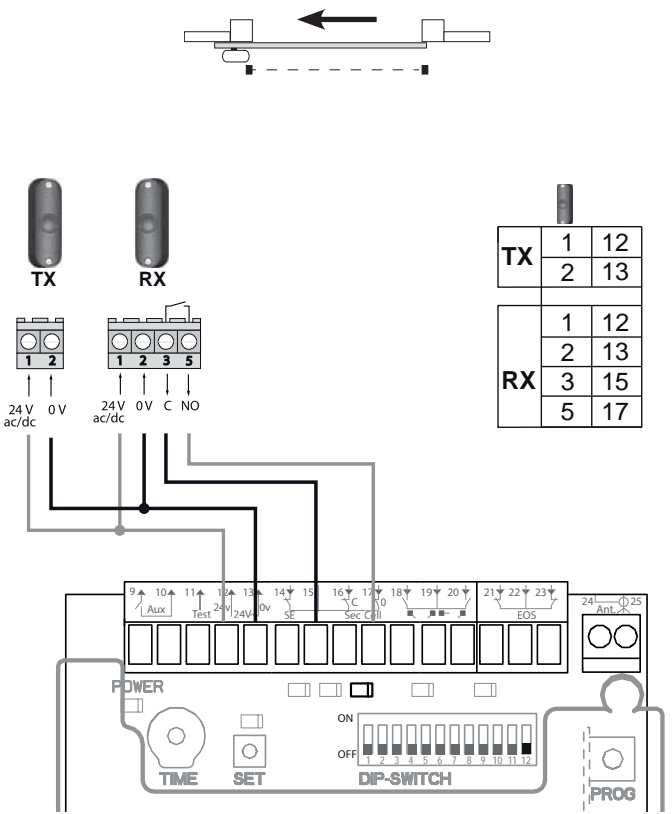 TX RX
1 2
1 2 3 5
24 V ac/dc
0 V
24 V ac/dc
0 V
C
NO
TX 1 12
2 13
RX 1 12
2 13
3 15
5 17
9 10 11 12 13 14 15 16 17 18 19 20 21 22 23
Aux
Test
24v
24V~
0v
SE
C
0
Sec Cell
EOS
24 25
Ant.
POWER
TIME
SET
ON
OFF
1 2 3 4 5 6 7 8 9 10 11 12
DIP-SWITCH
PROG